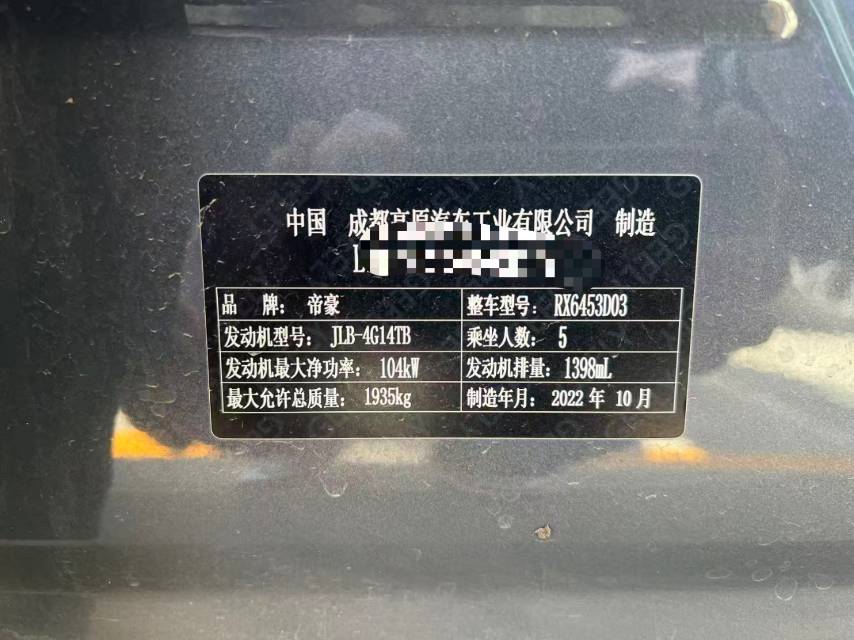 中国 成都高原汽车工业有限公司 制造
L
品 牌: 帝豪 整车型号: RX6453D03
发动机型号: JLB-4G14TB 乘坐人数: 5
发动机最大净功率: 104kW 发动机排量: 1398mL
最大允许总质量: 1935kg 制造年月: 2022 年 10 月